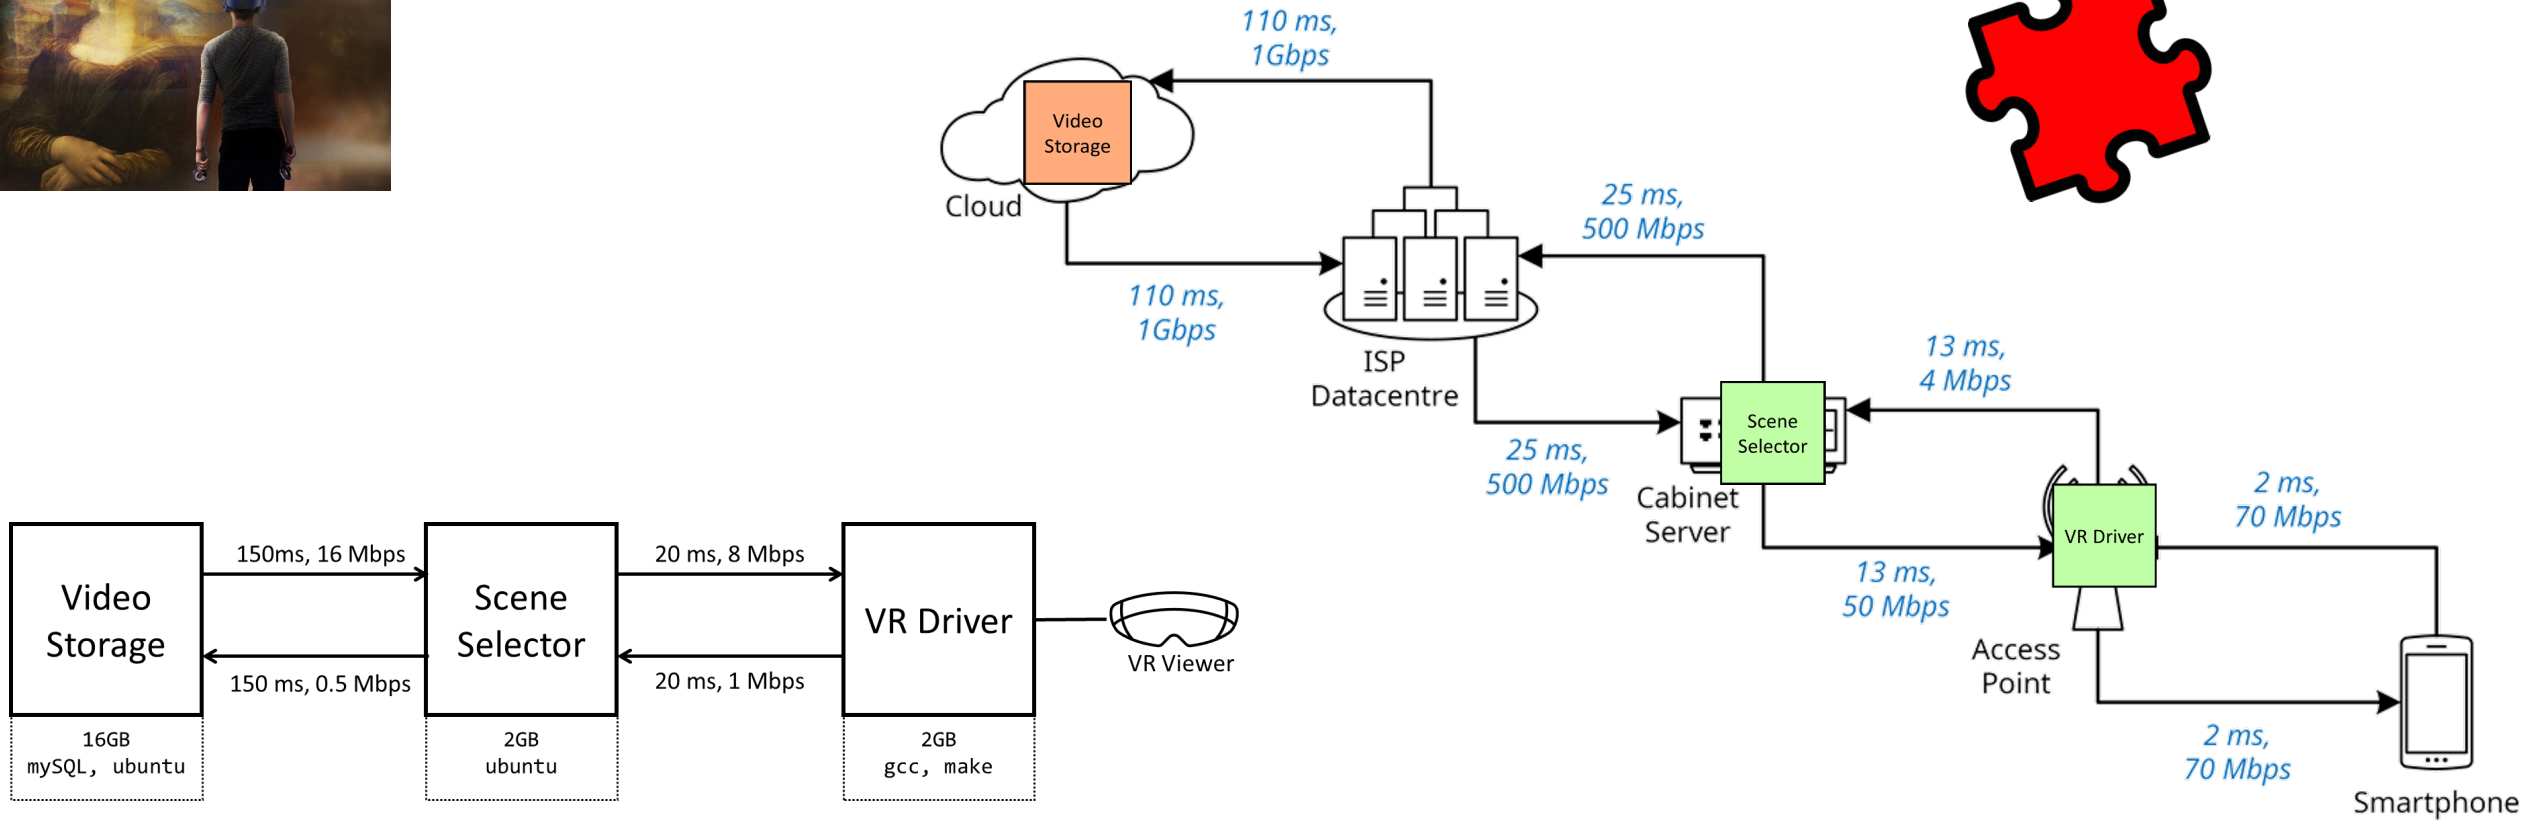 110 ms,
1Gbps
Video
Storage
Cloud
25 ms,
500 Mbps
110 ms,
1Gbps
ISP
Datacentre
13 ms,
4 Mbps
Scene
Selector
25 ms,
500 Mbps
Cabinet
Server
2 ms,
70 Mbps
VR Driver
13 ms,
50 Mbps
Access
Point
2 ms,
70 Mbps
Smartphone
Video
Storage
150ms, 16 Mbps
150 ms, 0.5 Mbps
Scene
Selector
20 ms, 8 Mbps
20 ms, 1 Mbps
VR Driver
VR Viewer
16GB
mySQL, ubuntu
2GB
ubuntu
2GB
gcc, make